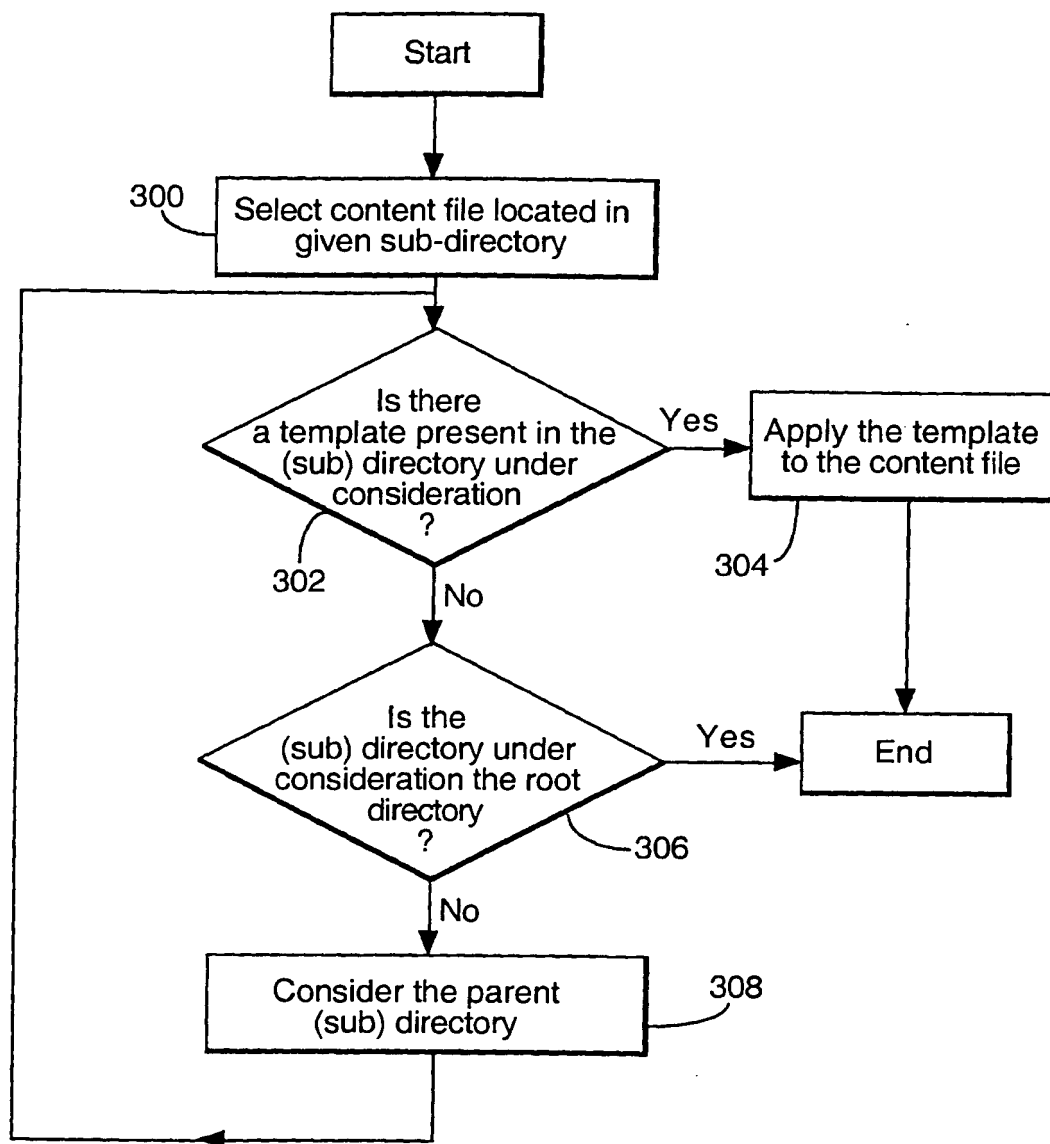 Start
300
Select content file located in
given sub-directory
Is there
a template present in the
(sub) directory under
consideration
?
302
Yes
Apply the template
to the content file
304
No
Is the
(sub) directory under
consideration the root
directory
?
306
Yes
End
No
Consider the parent
(sub) directory
308